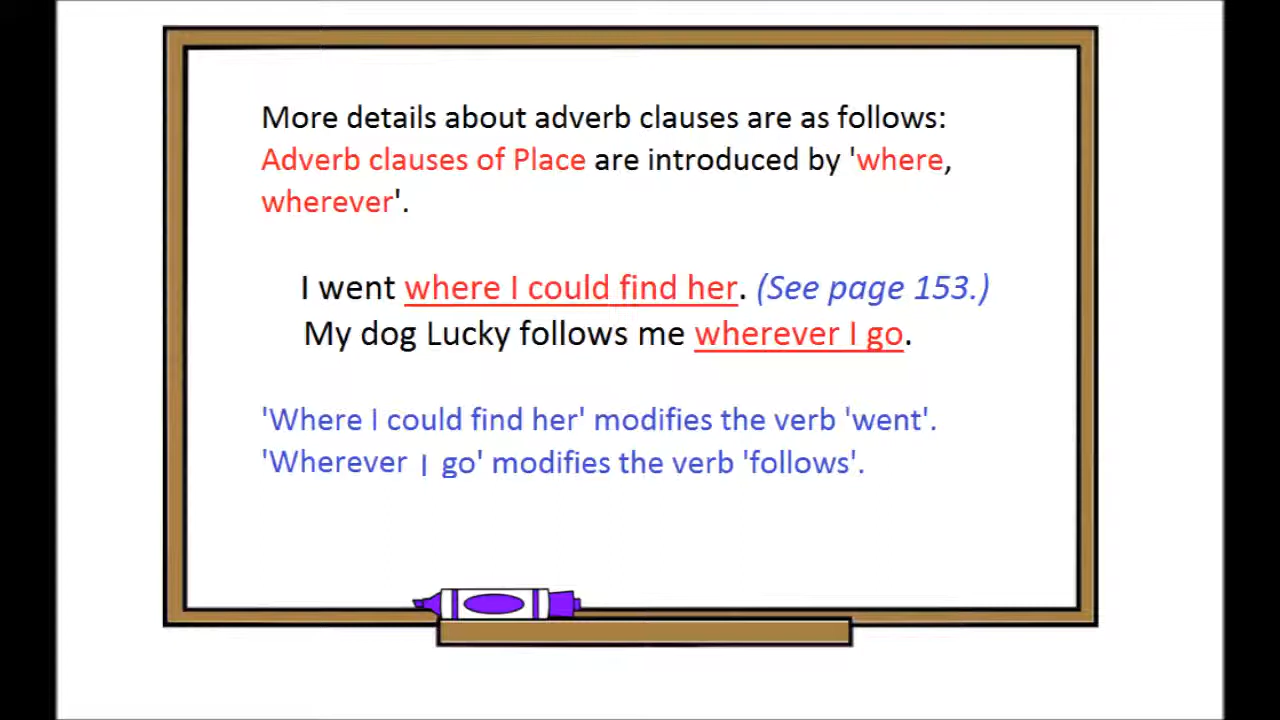 More details about adverb clauses are as follows:
Adverb clauses of Place are introduced by 'where,
wherever'.
I went where I could find her. (See page 153.)
My dog Lucky follows me wherever I go.
'Where I could find her' modifies the verb 'went'.
'Wherever I go' modifies the verb 'follows'.